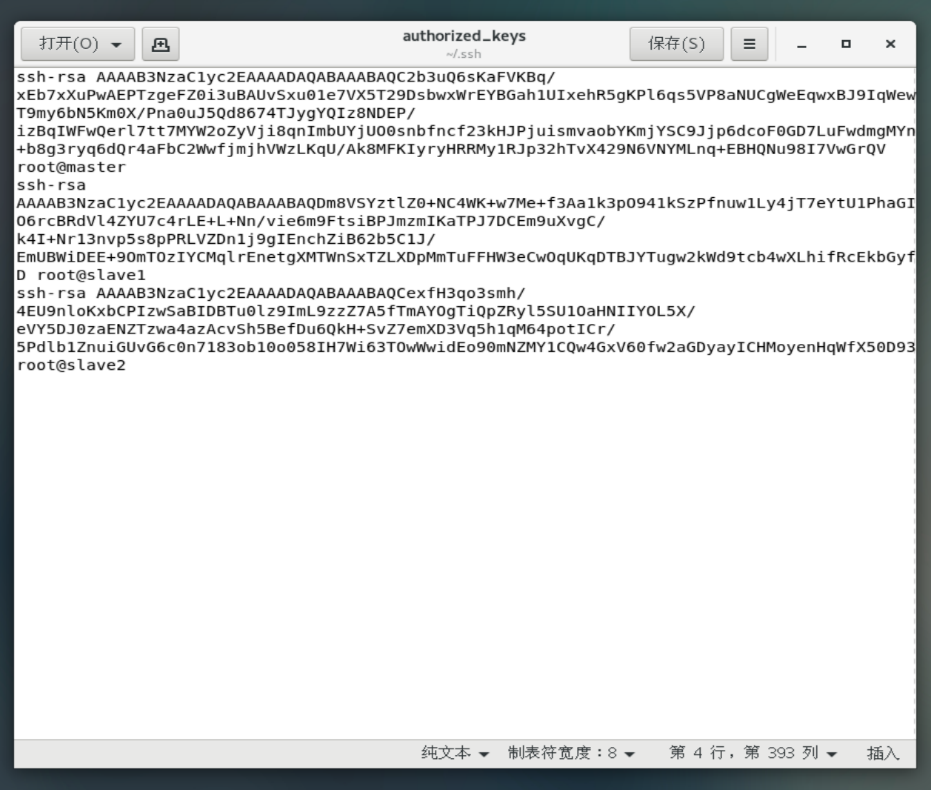 打开(O)
authorized_keys
~/.ssh
保存(S)
ssh-rsa AAAAB3NzaC1yc2EAAAADAQABAAABAQC2b3uQ6sKaFVKBq/
xEb7xXuPwAEPTzgeFZ0i3uBAUvSxu01e7VX5T29DsbwxWrEYBGah1UIxehR5gKPl6qs5VP8aNUCgWeEqwxBJ9IqWew
T9my6bN5Km0X/Pna0uJ5Qd8674TJygYQIz8NDEP/
izBqIWFwQerl7tt7MYW2oZyVji8qnImbUYjUO0snbfncf23kHJPjuismvaobYKmjYSC9Jjp6dcoF0GD7LuFwdmgMYn
+b8g3ryq6dQr4aFbC2WwfjmjhVWzLKqU/Ak8MFKIyryHRRMy1RJp32hTvX429N6VNYMLnq+EBHQNu98I7VwGrQV
root@master
ssh-rsa
AAAAB3NzaC1yc2EAAAADAQABAAABAQDm8VSYztlZ0+NC4WK+w7Me+f3Aa1k3pO941kSzPfnuw1Ly4jT7eYtU1PhaGI
O6rcBRdVl4ZYU7c4rLE+L+Nn/vie6m9FtsiBPJmzmIKaTPJ7DCEm9uXvgC/
k4I+Nr13nvp5s8pPRLVZDn1j9gIEnchZiB62b5C1J/
EmUBWiDEE+9OmTOzIYCMqlrEnetgXMTWnSxTZLXDpMmTuFFHW3eCwOqUKqDTBJYTugw2kWd9tcb4wXLhifRcEkbGyf
D root@slave1
ssh-rsa AAAAB3NzaC1yc2EAAAADAQABAAABAQCexfH3qo3smh/
4EU9nloKxbCPIzwSaBIDBTu0lz9ImL9zzZ7A5fTmAYOgTiQpZRyl5SU1OaHNIIYOL5X/
eVY5DJ0zaENZTzwa4azAcvSh5BefDu6QkH+SvZ7emXD3Vq5h1qM64potICr/
5Pdlb1ZnuiGUvG6c0n7183ob10o058IH7Wi63TOwWwidEo90mNZMY1CQw4GxV60fw2aGDyayICHMoyenHqWfX50D93
root@slave2
纯文本 制表符宽度：8 第 4 行，第 393 列 插入